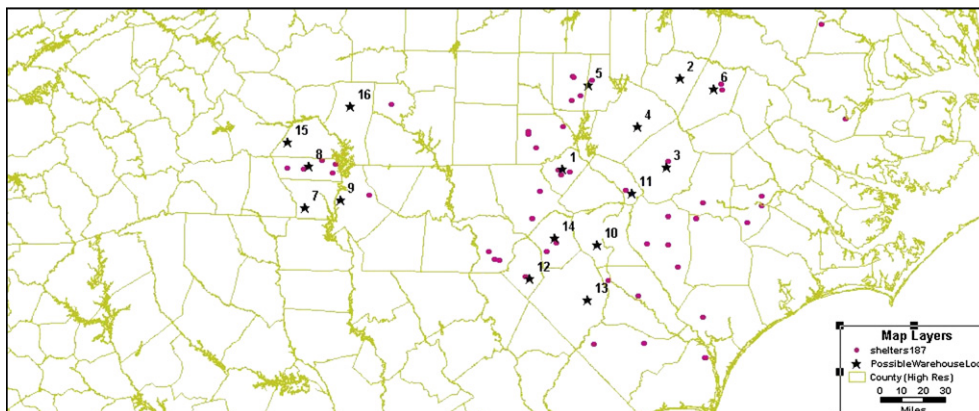 2
5
6
16
4
15
8
1
3
7
9
11
14
10
12
13
Map Layers
shelters187
PossibleWarehouseLoc
County (High Res)
0 10 20 30
Miles